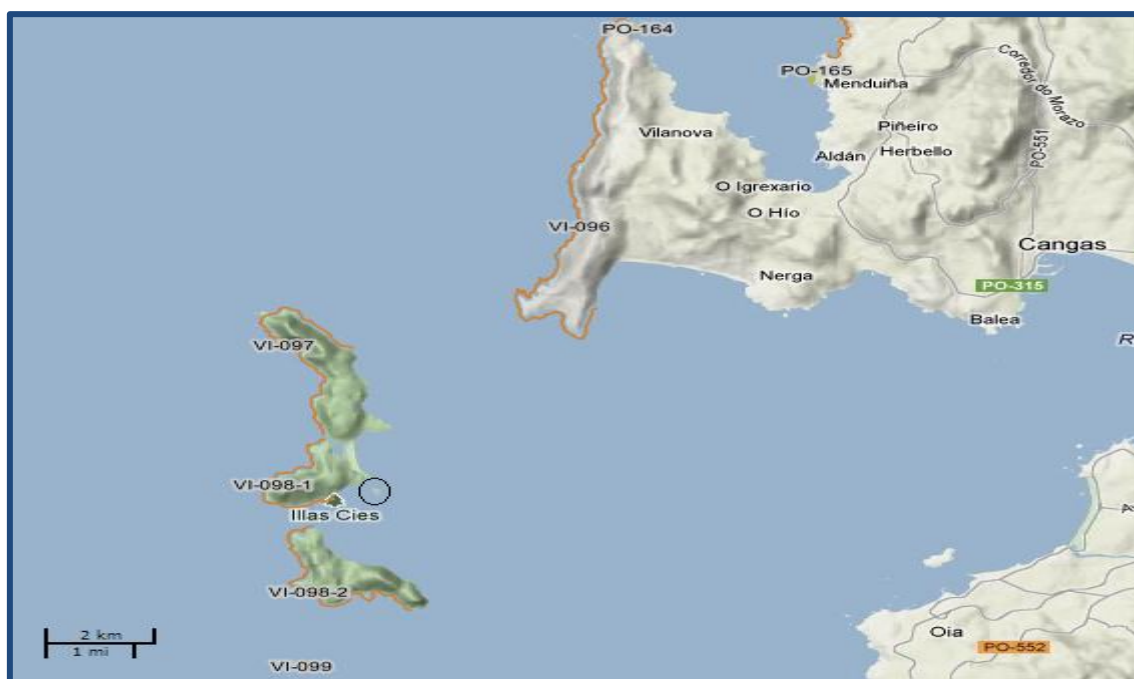 PO-164
PO-165
Menduiña
Corredor do Morazo
PO-551
Vilanova
Piñeiro
Herbello
Aldán
O Igrexario
O Hío
VI-096
Cangas
Nerga
PO-315
Balea
R
VI-097
VI-098-1
Illas Cies
VI-098-2
A
Oia
PO-552
2 km
1 mi
VI-099